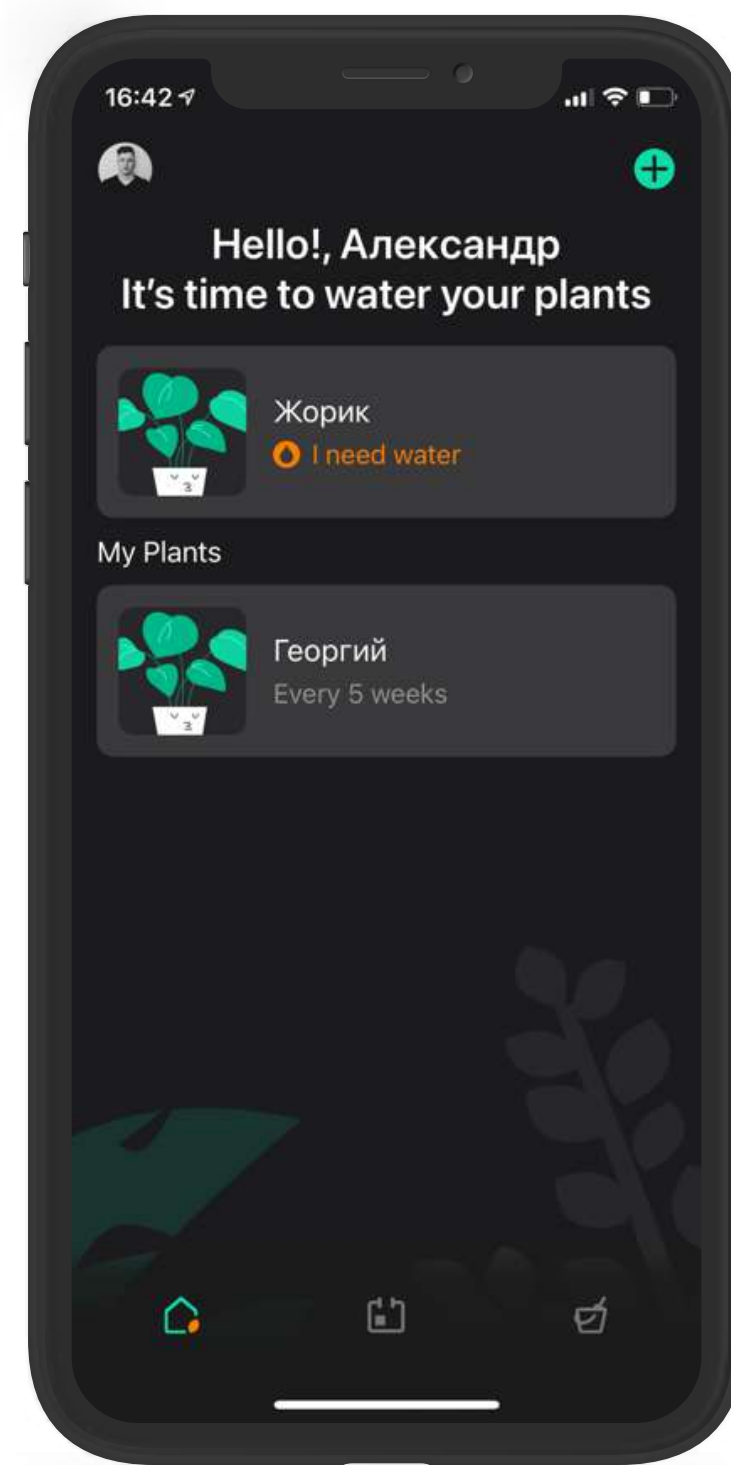 16:42
Hello!, Александр
It's time to water your plants
Жорик
I need water
My Plants
Георгий
Every 5 weeks